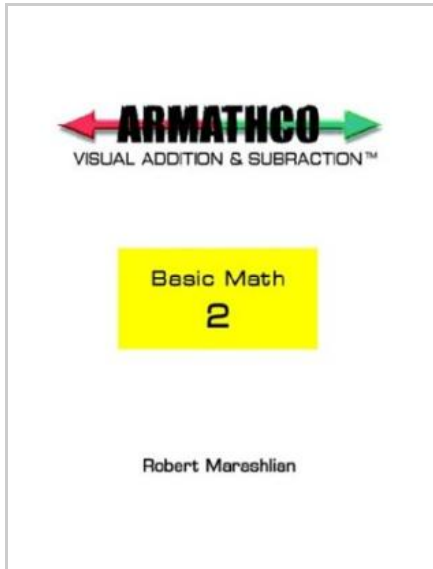 ARMATHCO
VISUAL ADDITION & SUBRACTION™
Basic Math
2
Robert Marashlian